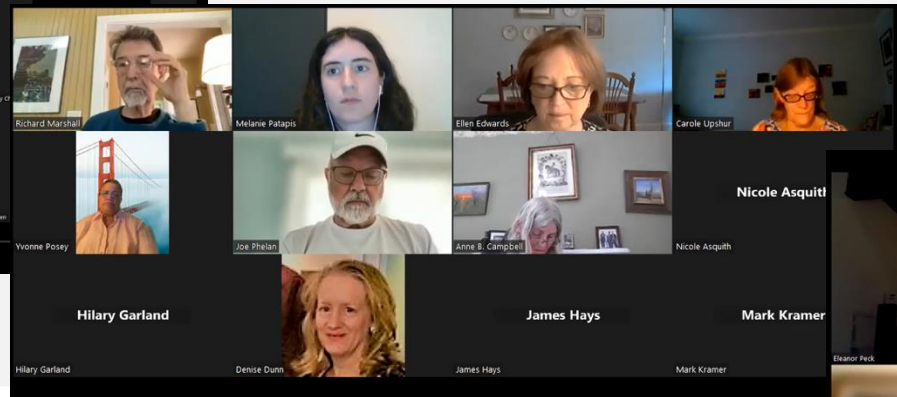 Richard Marshall
Melanie Patapis
Ellen Edwards
Carole Upshur
Yvonne Posey
Joe Phelan
Anne B. Campbell
Nicole Asquith
Nicole Asquith
Hilary Garland
James Hays
Mark Kramer
Hilary Garland
Denise Dunn
James Hays
Mark Kramer
Eleanor Peck